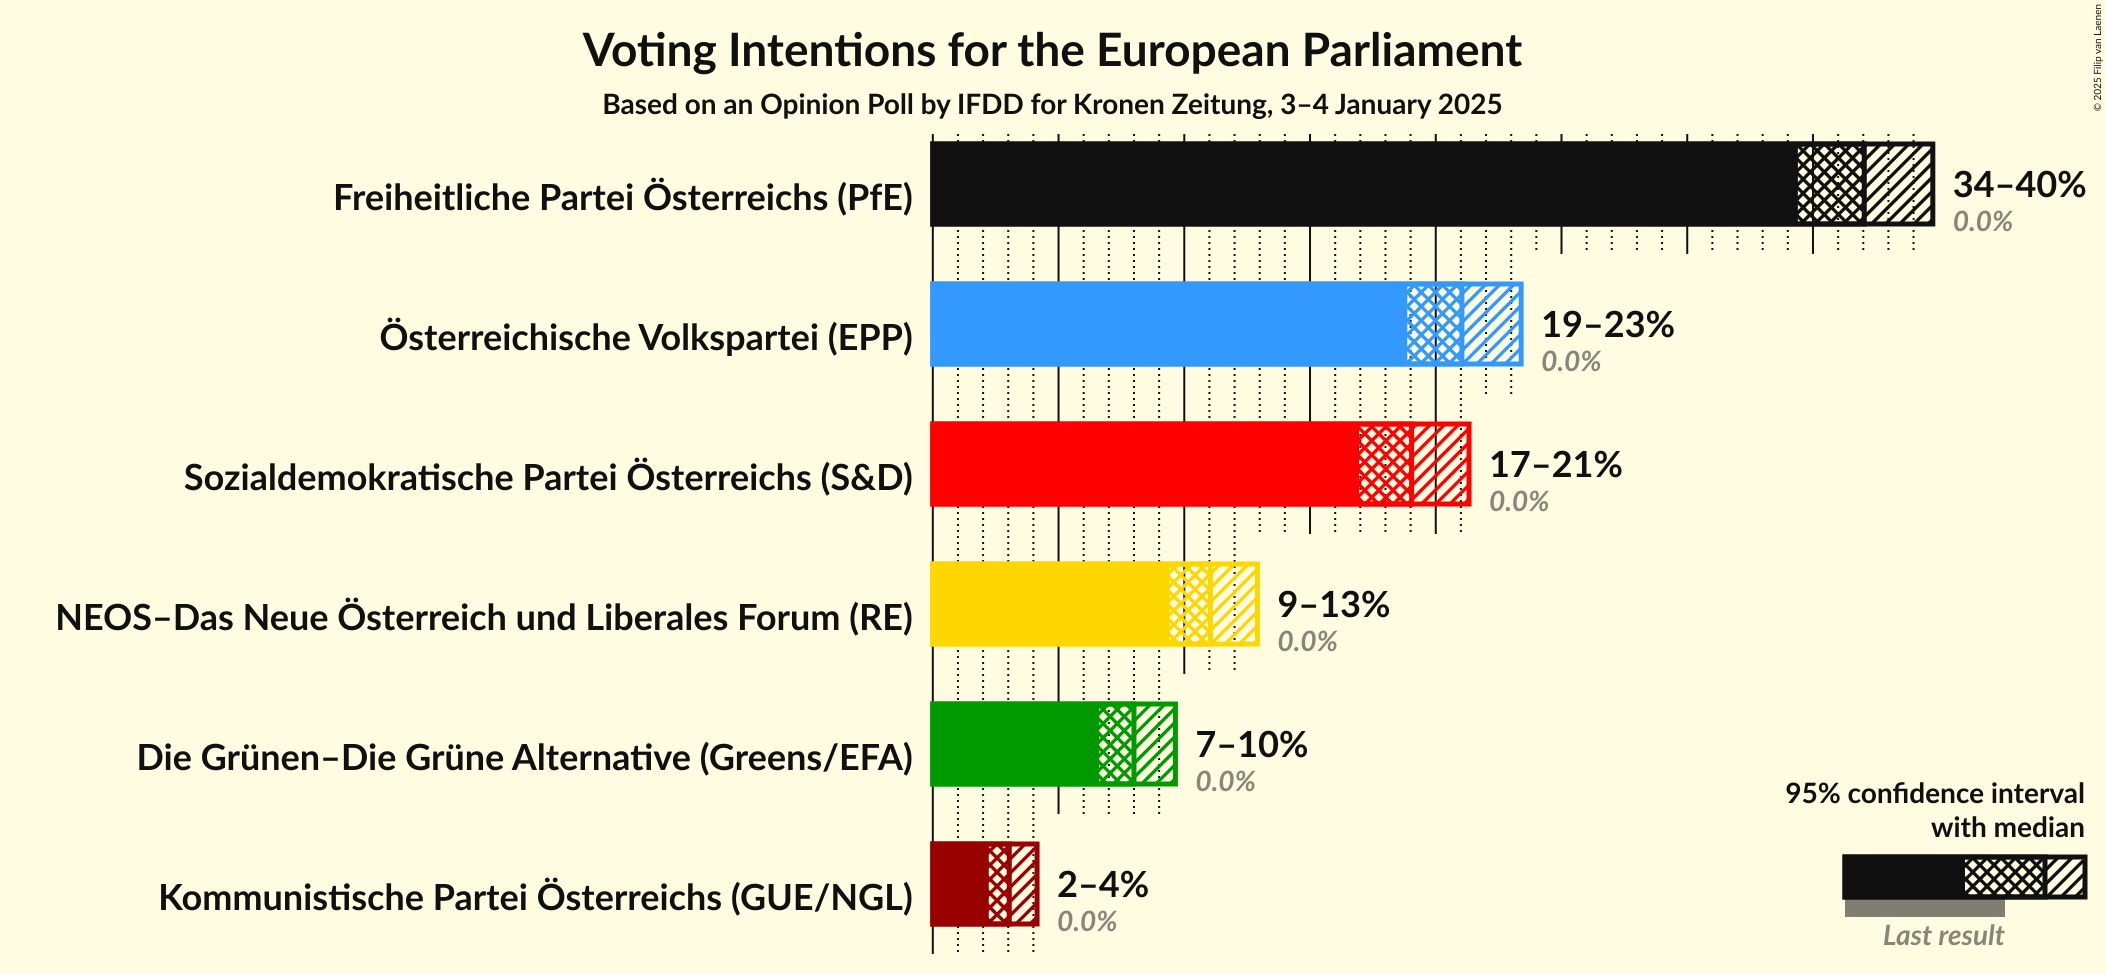 Voting Intentions for the European Parliament
Based on an Opinion Poll by IFDD for Kronen Zeitung, 3–4 January 2025
© 2025 Filip van Laenen
Freiheitliche Partei Österreichs (PfE)
34–40%
0.0%
Österreichische Volkspartei (EPP)
19–23%
0.0%
Sozialdemokratische Partei Österreichs (S&D)
17–21%
0.0%
NEOS–Das Neue Österreich und Liberales Forum (RE)
9–13%
0.0%
Die Grünen–Die Grüne Alternative (Greens/EFA)
7–10%
0.0%
Kommunistische Partei Österreichs (GUE/NGL)
2–4%
0.0%
95% confidence interval
with median
Last result